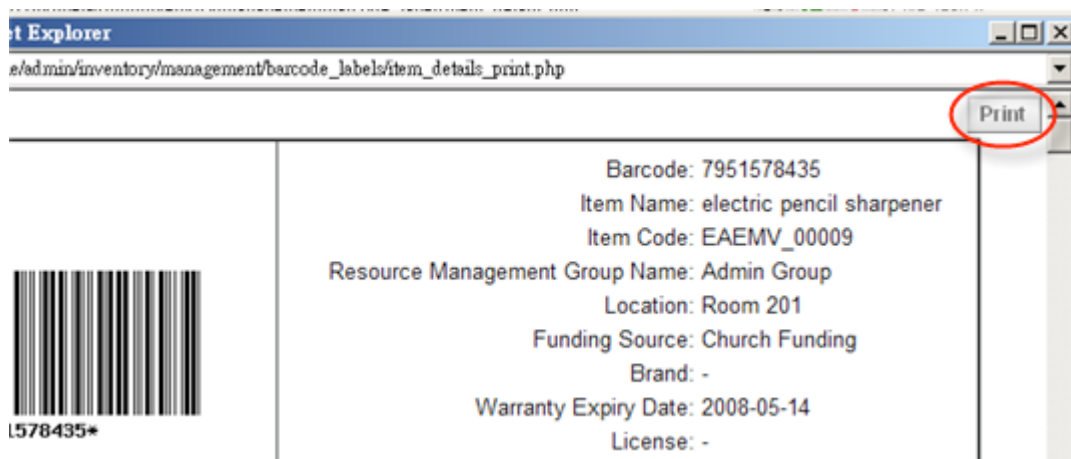 et Explorer
e/admin/inventory/management/barcode_labels/item_details_print.php
Print
Barcode: 7951578435
Item Name: electric pencil sharpener
Item Code: EAEMV_00009
Resource Management Group Name: Admin Group
Location: Room 201
Funding Source: Church Funding
Brand: -
Warranty Expiry Date: 2008-05-14
License: -
1578435*